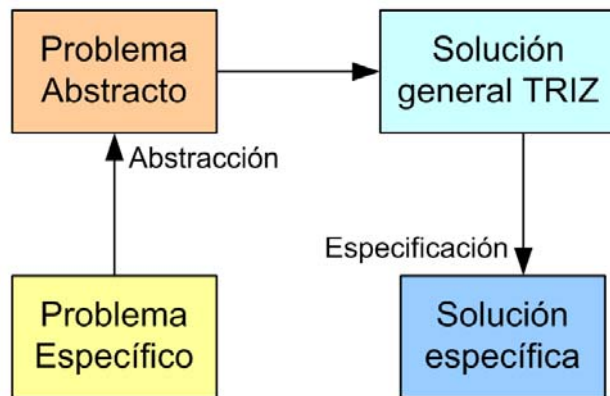 Problema
Abstracto
Solución
general TRIZ
Abstracción
Especificación
Problema
Específico
Solución
específica